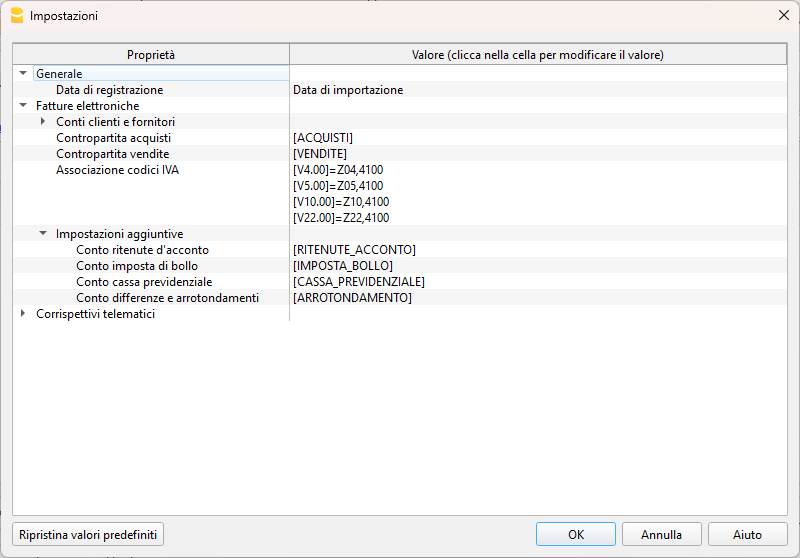 Impostazioni
Proprietà Valore (clicca nella cella per modificare il valore)
Generale
Data di registrazione Data di importazione
Fatture elettroniche
Conti clienti e fornitori
Contropartita acquisti [ACQUISTI]
Contropartita vendite [VENDITE]
Associazione codici IVA [V4.00]=Z04,4100
[V5.00]=Z05,4100
[V10.00]=Z10,4100
[V22.00]=Z22,4100
Impostazioni aggiuntive
Conto ritenute d'acconto [RITENUTE_ACCONTO]
Conto imposta di bollo [IMPOSTA_BOLLO]
Conto cassa previdenziale [CASSA_PREVIDENZIALE]
Conto differenze e arrotondamenti [ARROTONDAMENTO]
Corrispettivi telematici
Ripristina valori predefiniti OK Annulla Aiuto